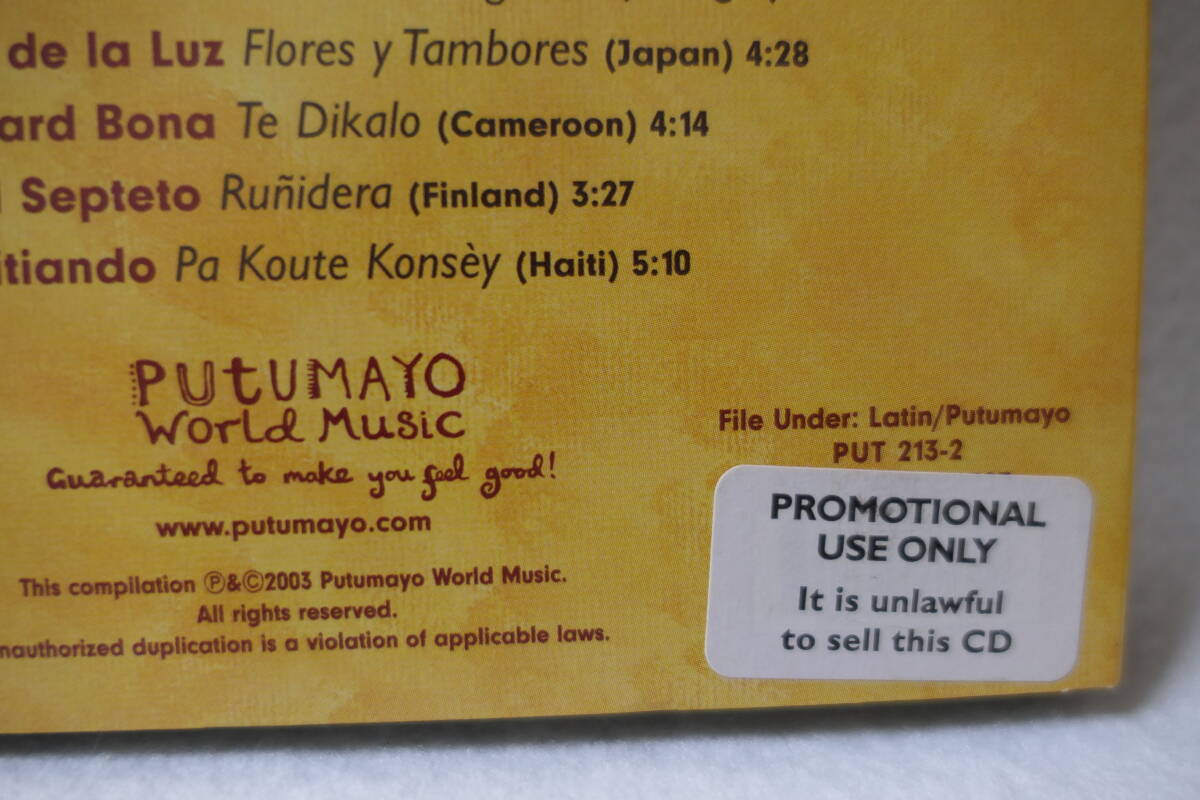 de la Luz Flores y Tambores (Japan) 4:28
ard Bona Te Dikalo (Cameroon) 4:14
Septeto Ruñidera (Finland) 3:27
itiando Pa Koute Konsèy (Haiti) 5:10
PUTUMAYO
World Music
Guaranteed to make you feel good!
www.putumayo.com
This compilation ℗&©2003 Putumayo World Music.
All rights reserved.
nauthorized duplication is a violation of applicable laws.
File Under: Latin/Putumayo
PUT 213-2
PROMOTIONAL
USE ONLY
It is unlawful
to sell this CD